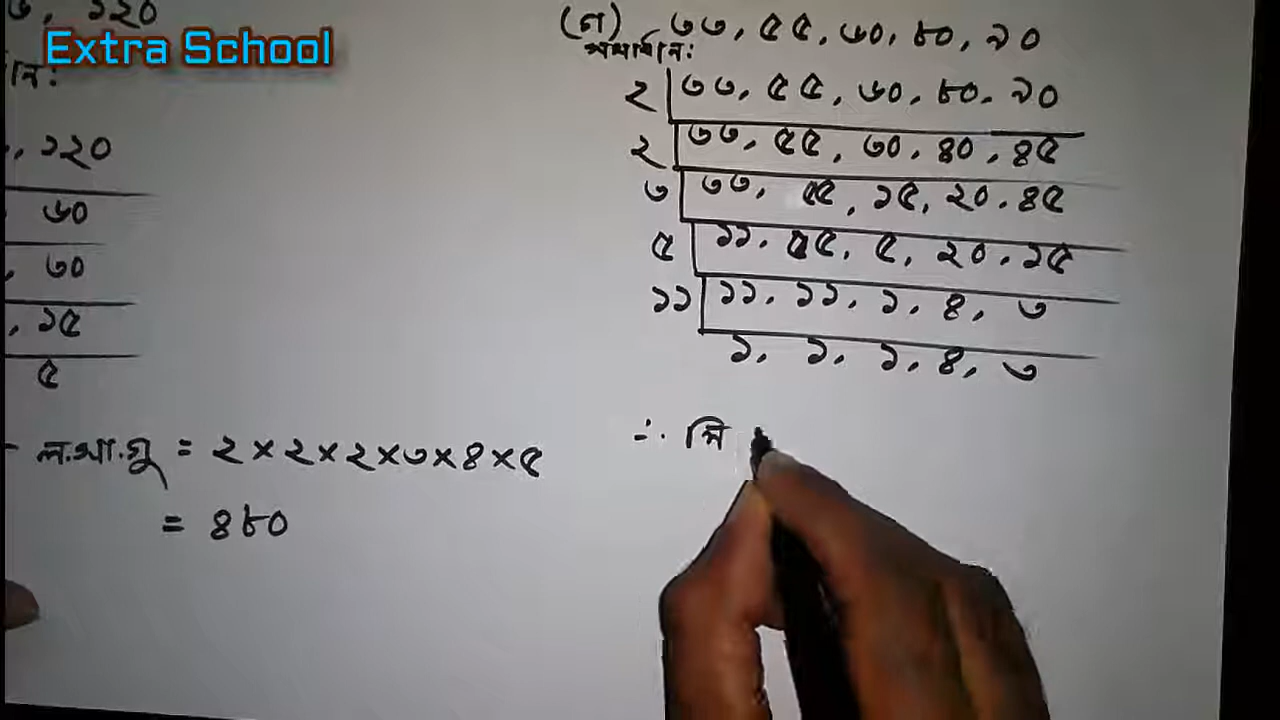 ৬, ১২০
Extra School
ান:
, ১২০
৬০
, ৩০
, ১৫
৫
ল.সা.গু = ২ × ২ × ২ × ৩ × ৪ × ৫
= ৪৮০
৩৩, ৫৫, ৬০, ৮০, ৯০
সমাধান:
২ ৩৩, ৫৫, ৬০, ৮০, ৯০
২ ৩৩, ৫৫, ৩০, ৪০, ৪৫
৩ ৩৩, ৫৫, ১৫, ২০, ৪৫
৫ ১১, ৫৫, ৫, ২০, ১৫
১১ ১১, ১১, ১, ৪, ৩
১, ১, ১, ৪, ৩
∴ নি